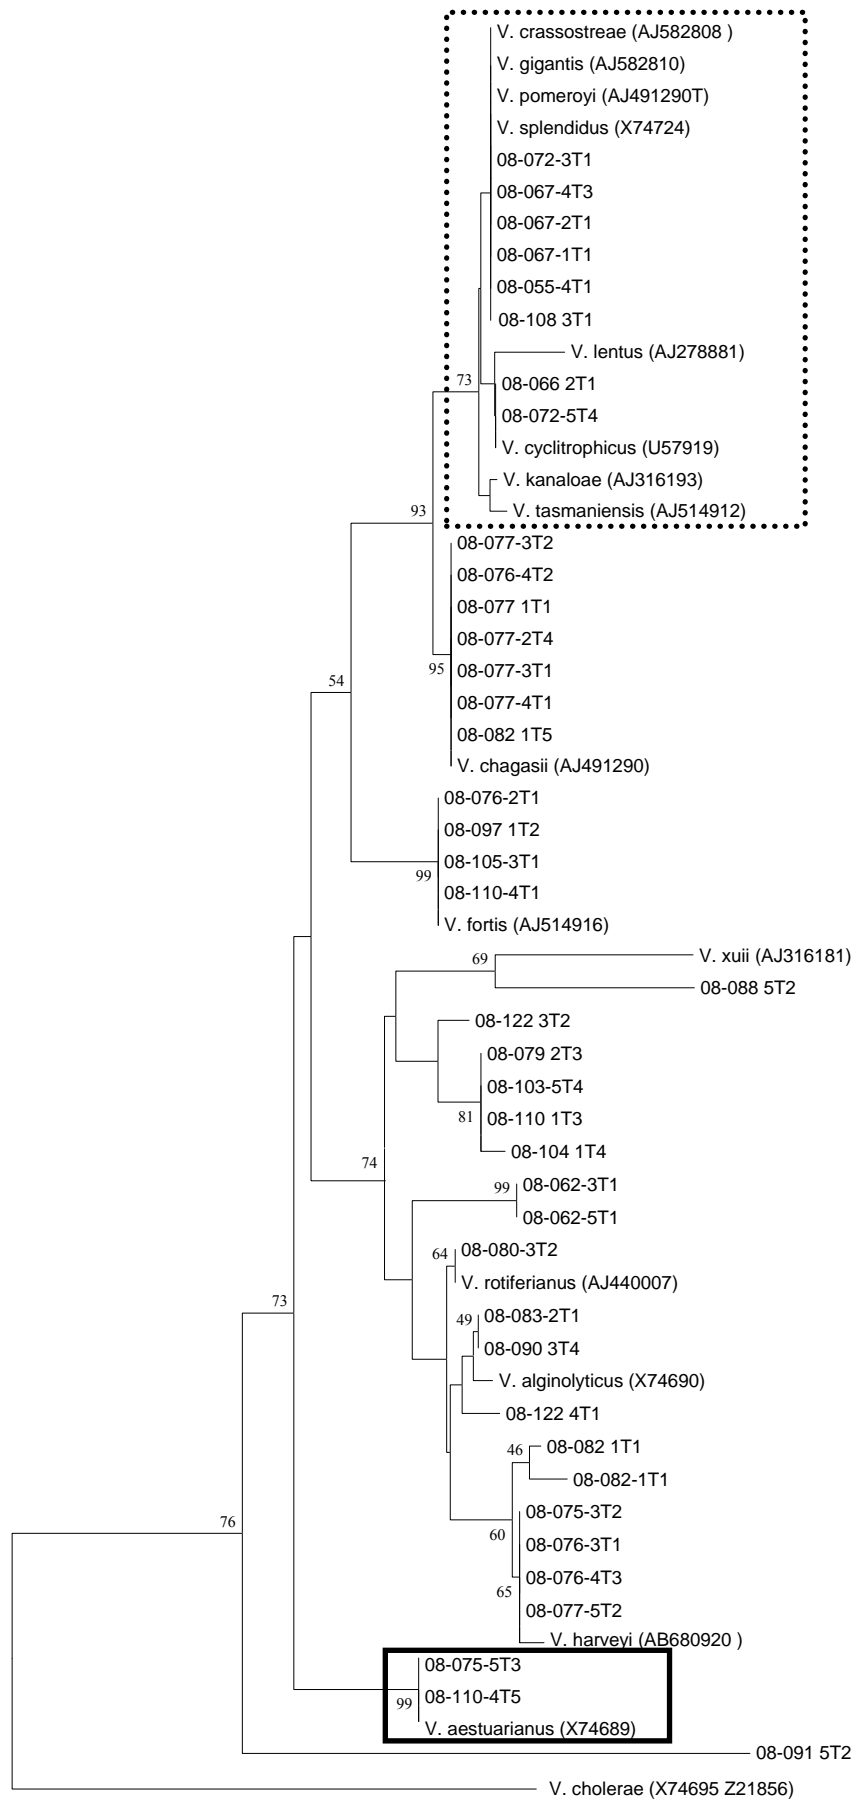 V. crassostreae (AJ582808 )
V. gigantis (AJ582810)
V. pomeroyi (AJ491290T)
V. splendidus (X74724)
08-072-3T1
08-067-4T3
08-067-2T1
08-067-1T1
08-055-4T1
08-108 3T1
V. lentus (AJ278881)
73
08-066 2T1
08-072-5T4
V. cyclitrophicus (U57919)
V. kanaloae (AJ316193)
93
V. tasmaniensis (AJ514912)
08-077-3T2
08-076-4T2
08-077 1T1
08-077-2T4
95
08-077-3T1
54
08-077-4T1
08-082 1T5
V. chagasii (AJ491290)
08-076-2T1
08-097 1T2
08-105-3T1
99
08-110-4T1
V. fortis (AJ514916)
69
V. xuii (AJ316181)
08-088 5T2
08-122 3T2
08-079 2T3
08-103-5T4
81
08-110 1T3
08-104 1T4
74
99
08-062-3T1
08-062-5T1
64
08-080-3T2
V. rotiferianus (AJ440007)
73
49
08-083-2T1
08-090 3T4
V. alginolyticus (X74690)
08-122 4T1
46
08-082 1T1
08-082-1T1
08-075-3T2
76
60
08-076-3T1
08-076-4T3
65
08-077-5T2
V. harveyi (AB680920 )
08-075-5T3
99
08-110-4T5
V. aestuarianus (X74689)
08-091 5T2
V. cholerae (X74695 Z21856)